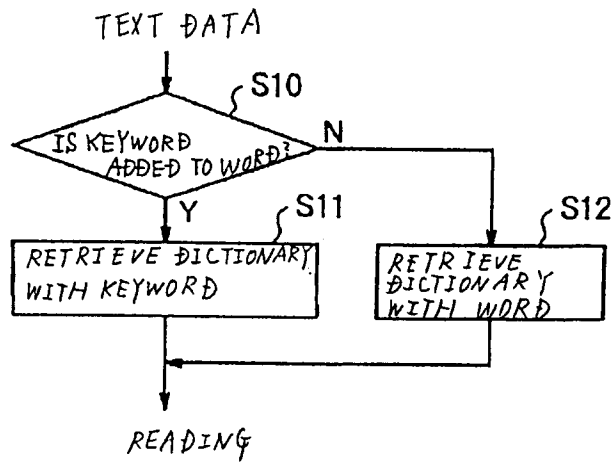 TEXT DATA
S10
IS KEYWORD
ADDED TO WORD?
N
Y
S11
S12
RETRIEVE DICTIONARY
WITH KEYWORD
RETRIEVE
DICTIONARY
WITH WORD
READING